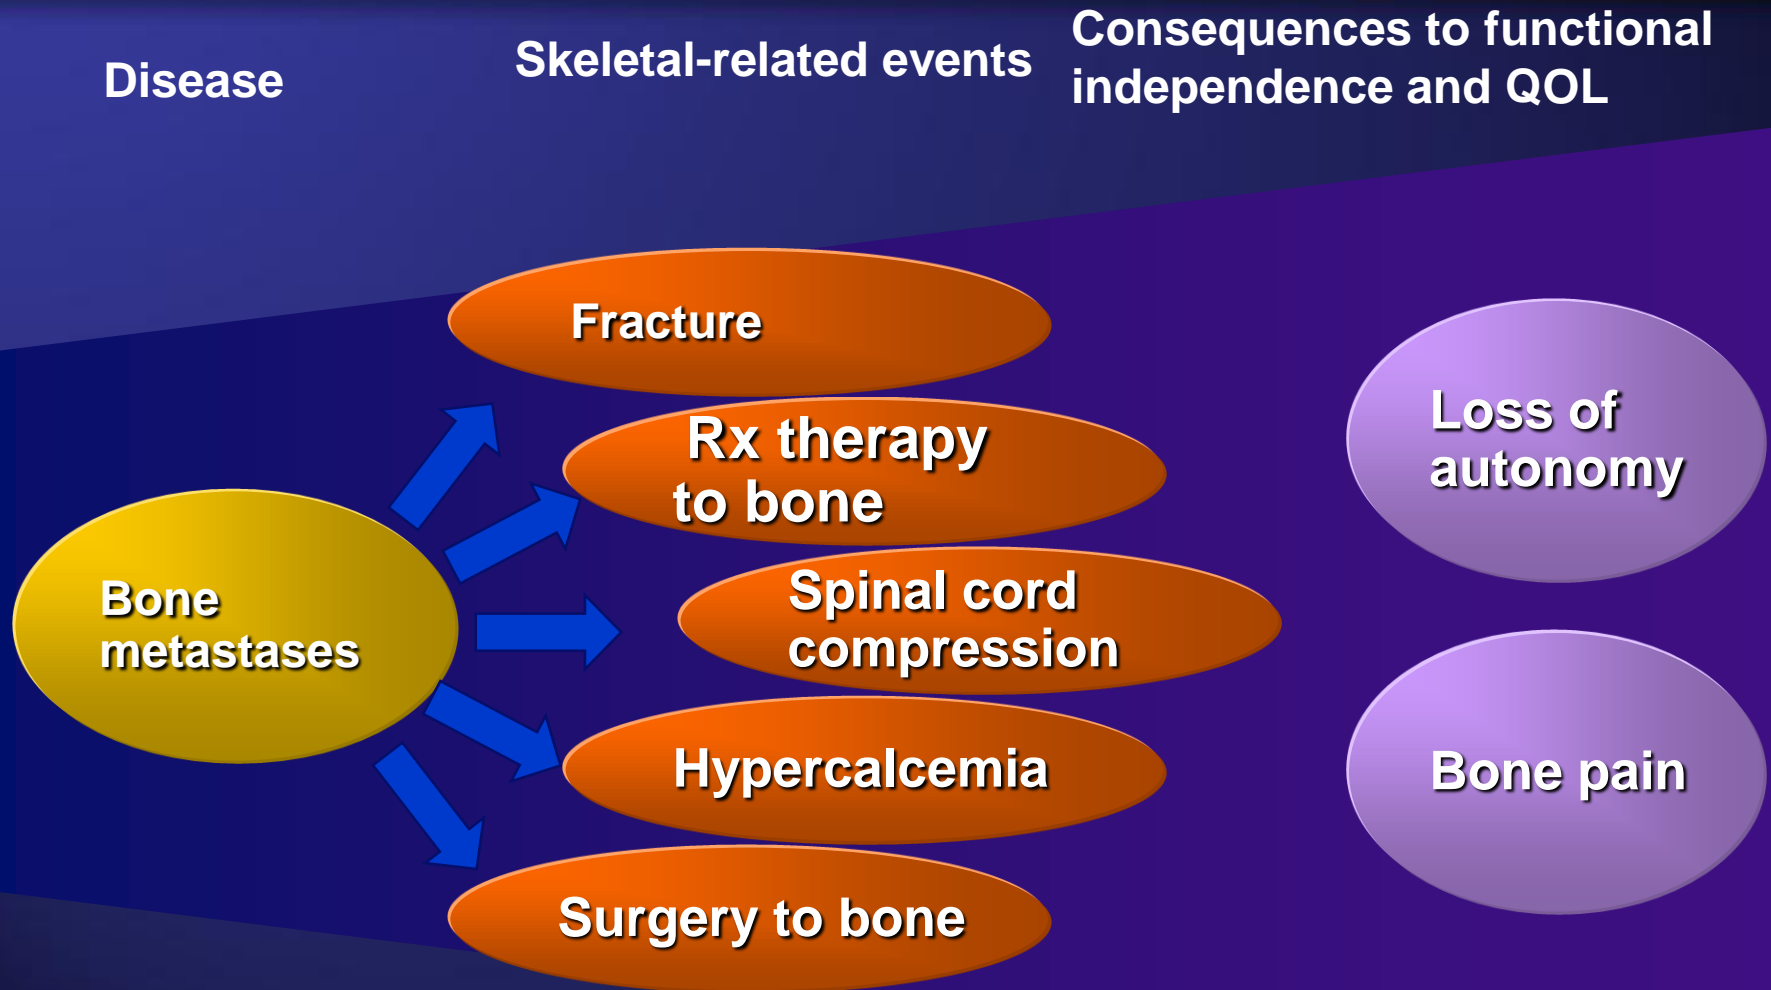 Disease
Skeletal-related events
Consequences to functional
independence and QOL
Fracture
Rx therapy
to bone
Spinal cord
compression
Hypercalcemia
Surgery to bone
Bone
metastases
Loss of
autonomy
Bone pain